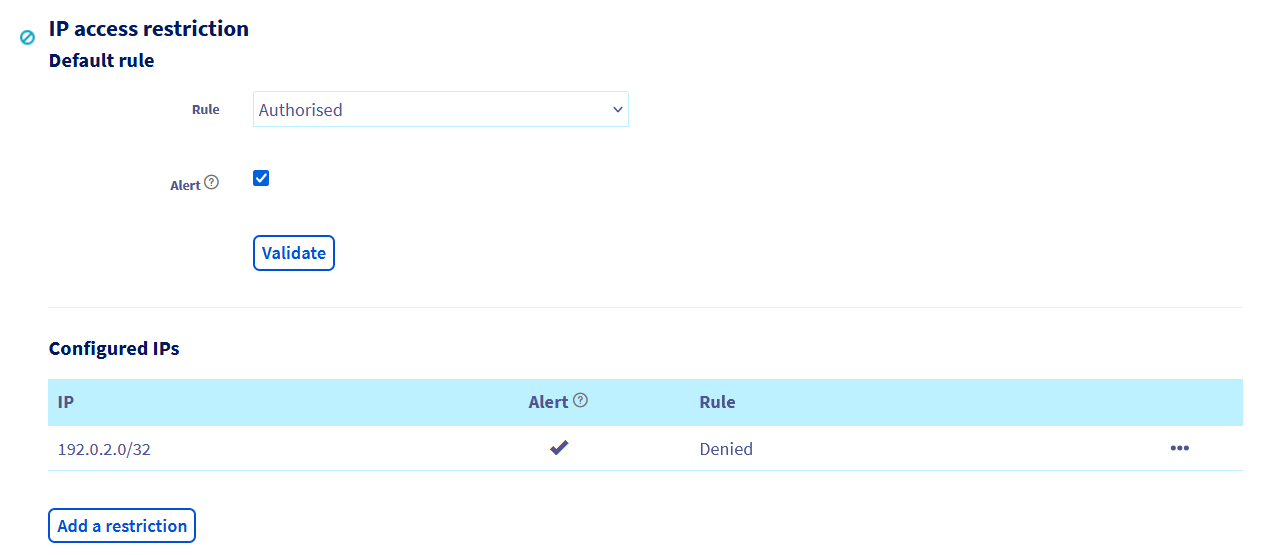 IP access restriction
Default rule
Rule
Authorised
Alert ?
Validate
Configured IPs
IP Alert ? Rule
192.0.2.0/32 Denied
Add a restriction